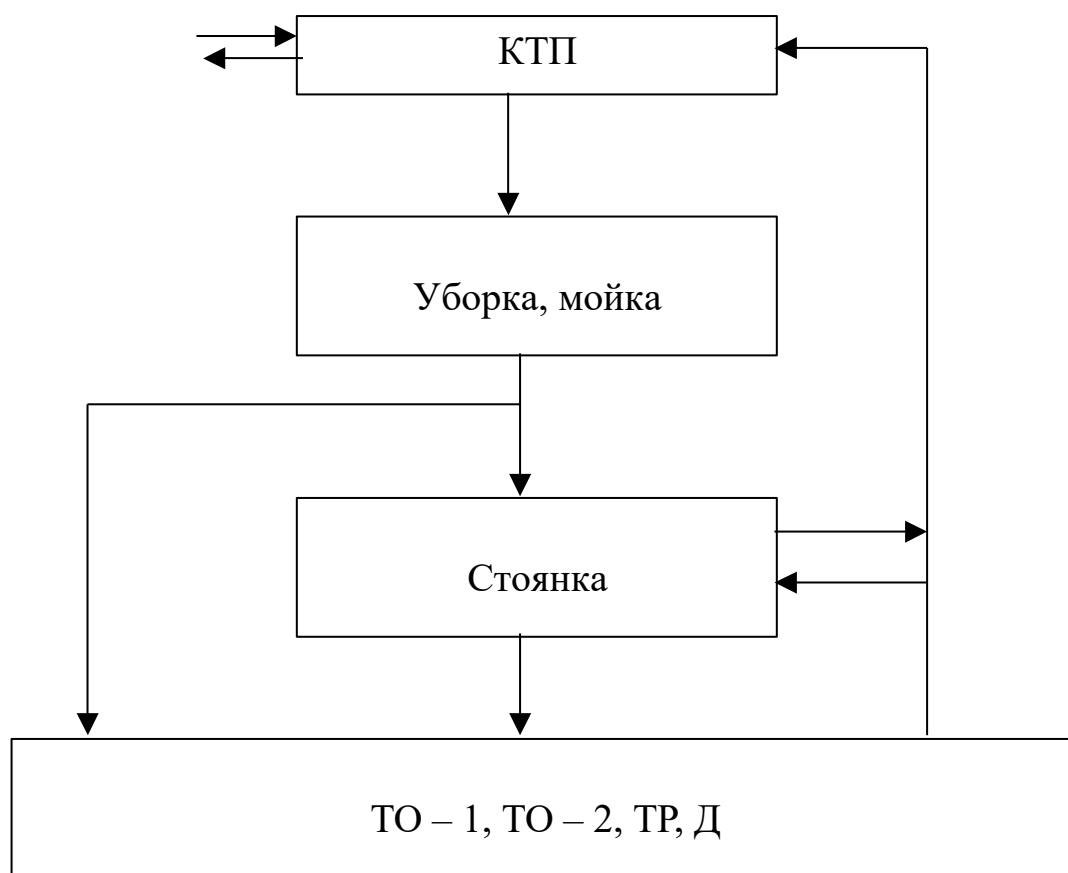 КТП
Уборка, мойка
Стоянка
ТО – 1, ТО – 2, ТР, Д